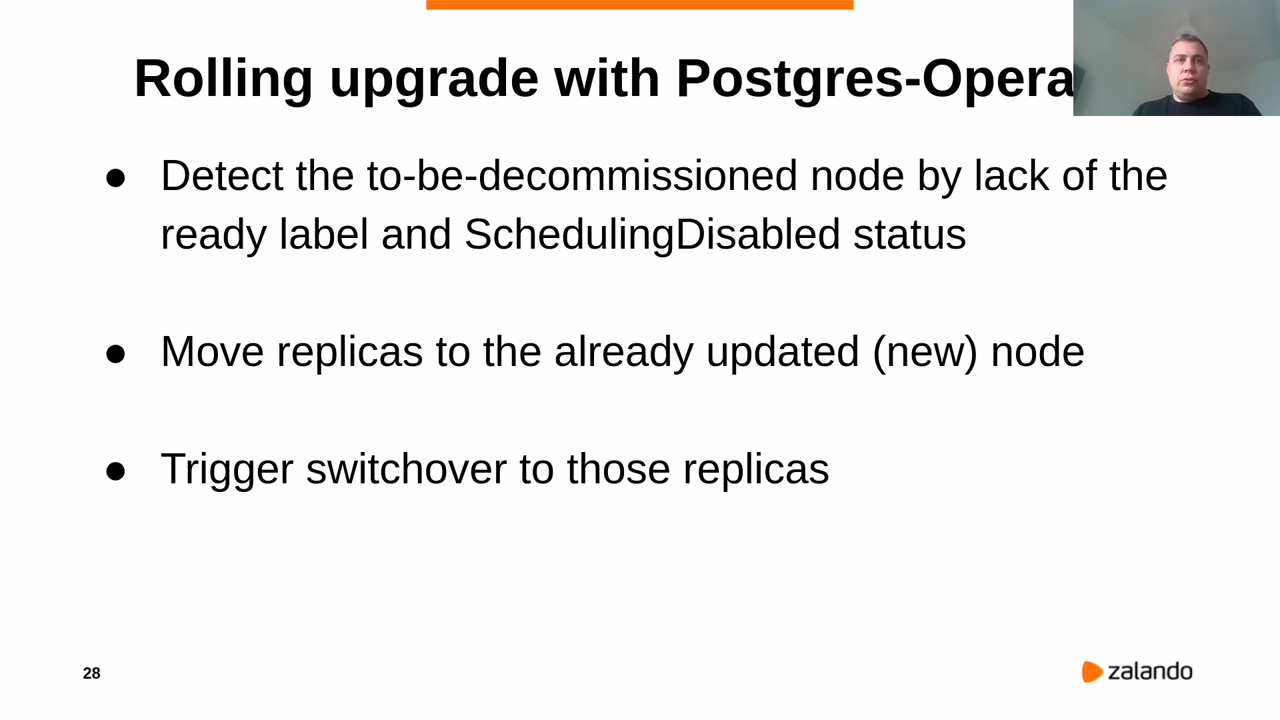 Rolling upgrade with Postgres-Opera
● Detect the to-be-decommissioned node by lack of the
ready label and SchedulingDisabled status
● Move replicas to the already updated (new) node
● Trigger switchover to those replicas
28
zalando